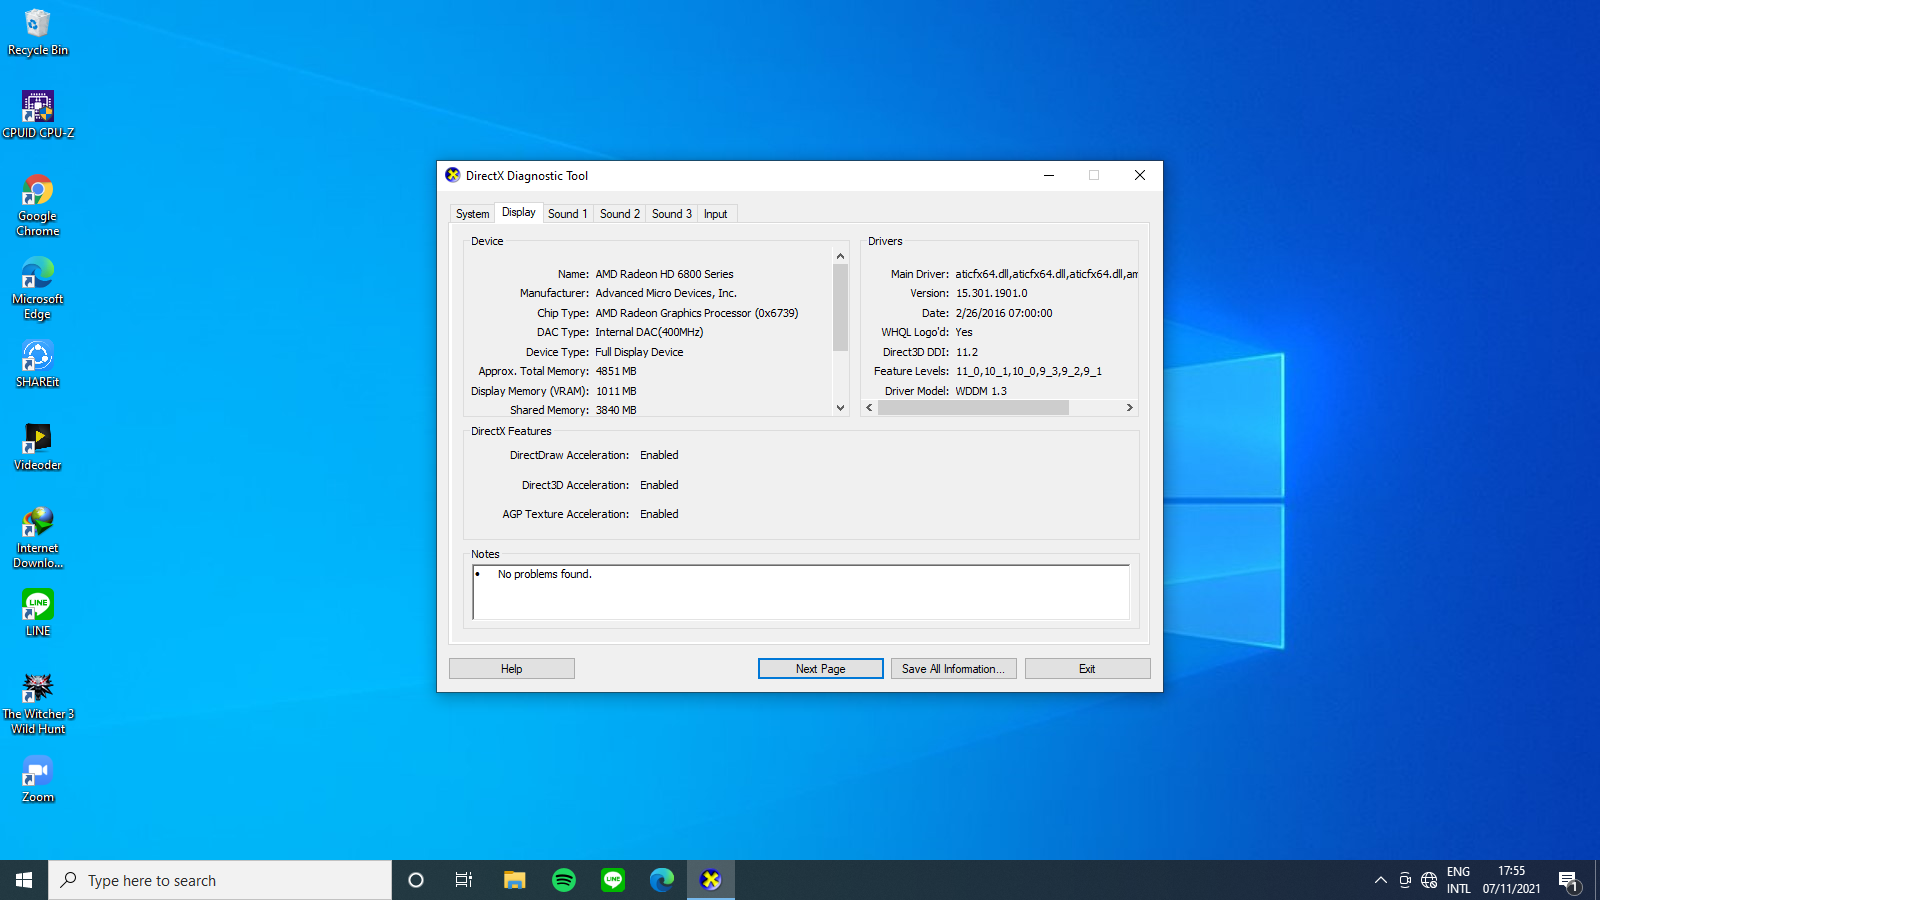 Recycle Bin
CPUID CPU-Z
Google
Chrome
Microsoft
Edge
SHAREit
Videoder
Internet
Downlo...
LINE
The Witcher 3
Wild Hunt
Zoom
DirectX Diagnostic Tool
System Display Sound 1 Sound 2 Sound 3 Input
Device
Name: AMD Radeon HD 6800 Series
Manufacturer: Advanced Micro Devices, Inc.
Chip Type: AMD Radeon Graphics Processor (0x6739)
DAC Type: Internal DAC(400MHz)
Device Type: Full Display Device
Approx. Total Memory: 4851 MB
Display Memory (VRAM): 1011 MB
Shared Memory: 3840 MB
Drivers
Main Driver: aticfx64.dll,aticfx64.dll,aticfx64.dll,am
Version: 15.301.1901.0
Date: 2/26/2016 07:00:00
WHQL Logo'd: Yes
Direct3D DDI: 11.2
Feature Levels: 11_0,10_1,10_0,9_3,9_2,9_1
Driver Model: WDDM 1.3
DirectX Features
DirectDraw Acceleration: Enabled
Direct3D Acceleration: Enabled
AGP Texture Acceleration: Enabled
Notes
• No problems found.
Help Next Page Save All Information... Exit
Type here to search
LINE
ENG
INTL
17:55
07/11/2021
1